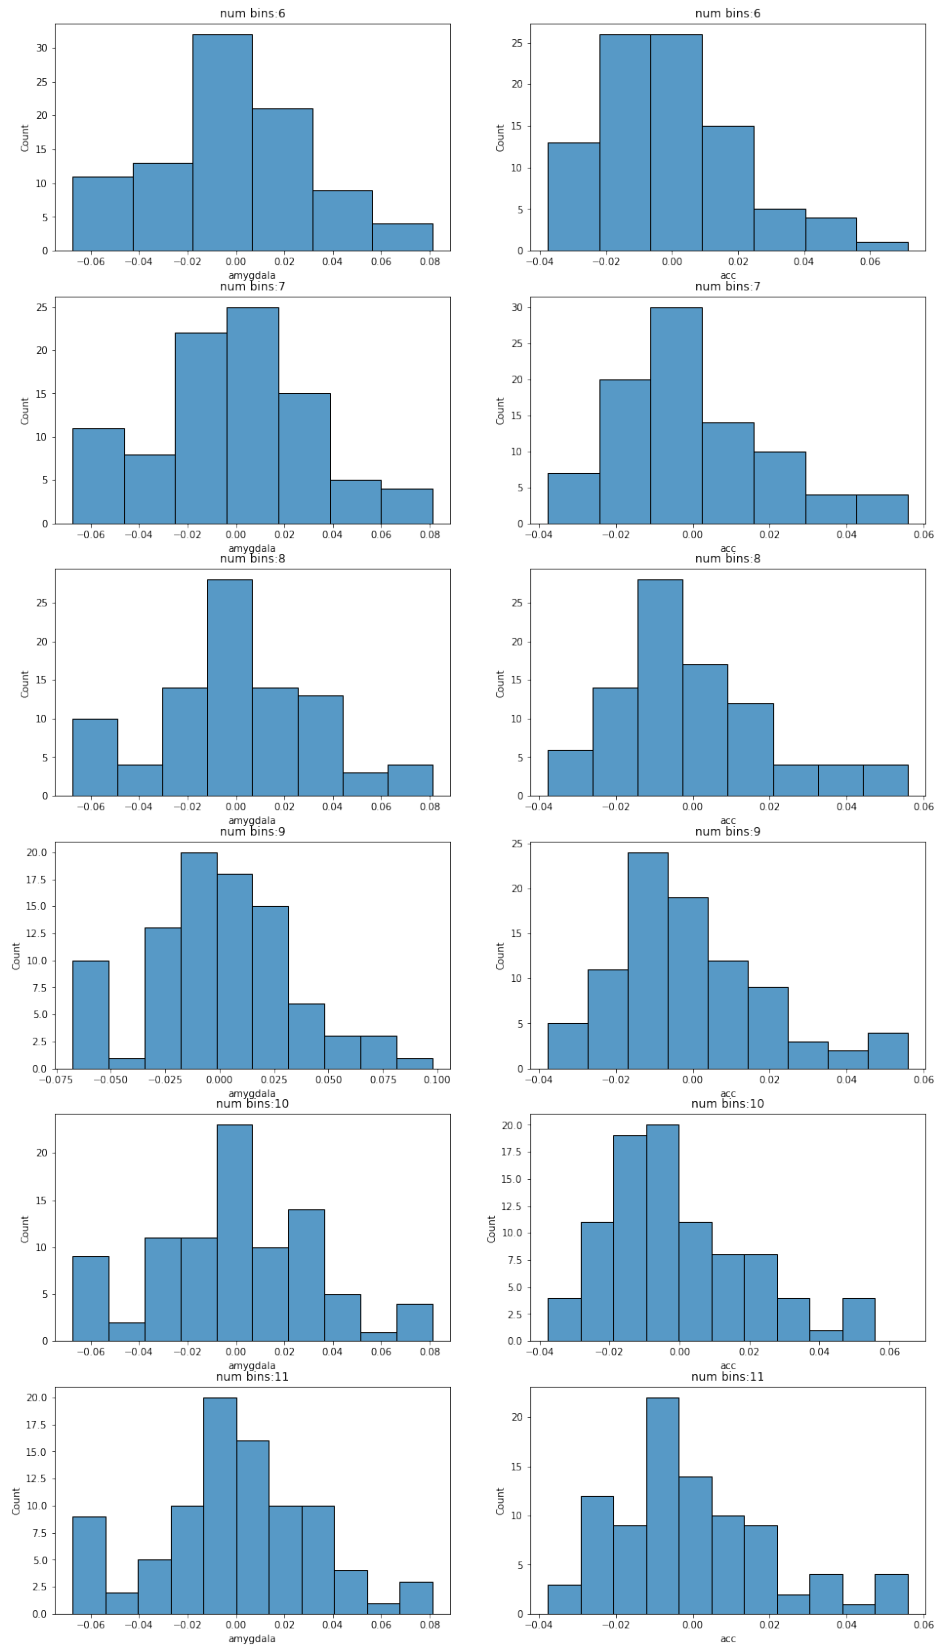 num bins:6
30
25
20
15
10
5
0
Count
−0.06 −0.04 −0.02 0.00 0.02 0.04 0.06 0.08
amygdala
num bins:6
25
20
15
10
5
0
Count
−0.04 −0.02 0.00 0.02 0.04 0.06
acc
num bins:7
25
20
15
10
5
0
Count
−0.06 −0.04 −0.02 0.00 0.02 0.04 0.06 0.08
amygdala
num bins:7
30
25
20
15
10
5
0
Count
−0.04 −0.02 0.00 0.02 0.04 0.06
acc
num bins:8
25
20
15
10
5
0
Count
−0.06 −0.04 −0.02 0.00 0.02 0.04 0.06 0.08
amygdala
num bins:8
25
20
15
10
5
0
Count
−0.04 −0.02 0.00 0.02 0.04 0.06
acc
num bins:9
20.0
17.5
15.0
12.5
10.0
7.5
5.0
2.5
0.0
Count
−0.075 −0.050 −0.025 0.000 0.025 0.050 0.075 0.100
amygdala
num bins:9
25
20
15
10
5
0
Count
−0.04 −0.02 0.00 0.02 0.04 0.06
acc
num bins:10
20
15
10
5
0
Count
−0.06 −0.04 −0.02 0.00 0.02 0.04 0.06 0.08
amygdala
num bins:10
20.0
17.5
15.0
12.5
10.0
7.5
5.0
2.5
0.0
Count
−0.04 −0.02 0.00 0.02 0.04 0.06
acc
num bins:11
20.0
17.5
15.0
12.5
10.0
7.5
5.0
2.5
0.0
Count
−0.06 −0.04 −0.02 0.00 0.02 0.04 0.06 0.08
amygdala
num bins:11
20
15
10
5
0
Count
−0.04 −0.02 0.00 0.02 0.04 0.06
acc